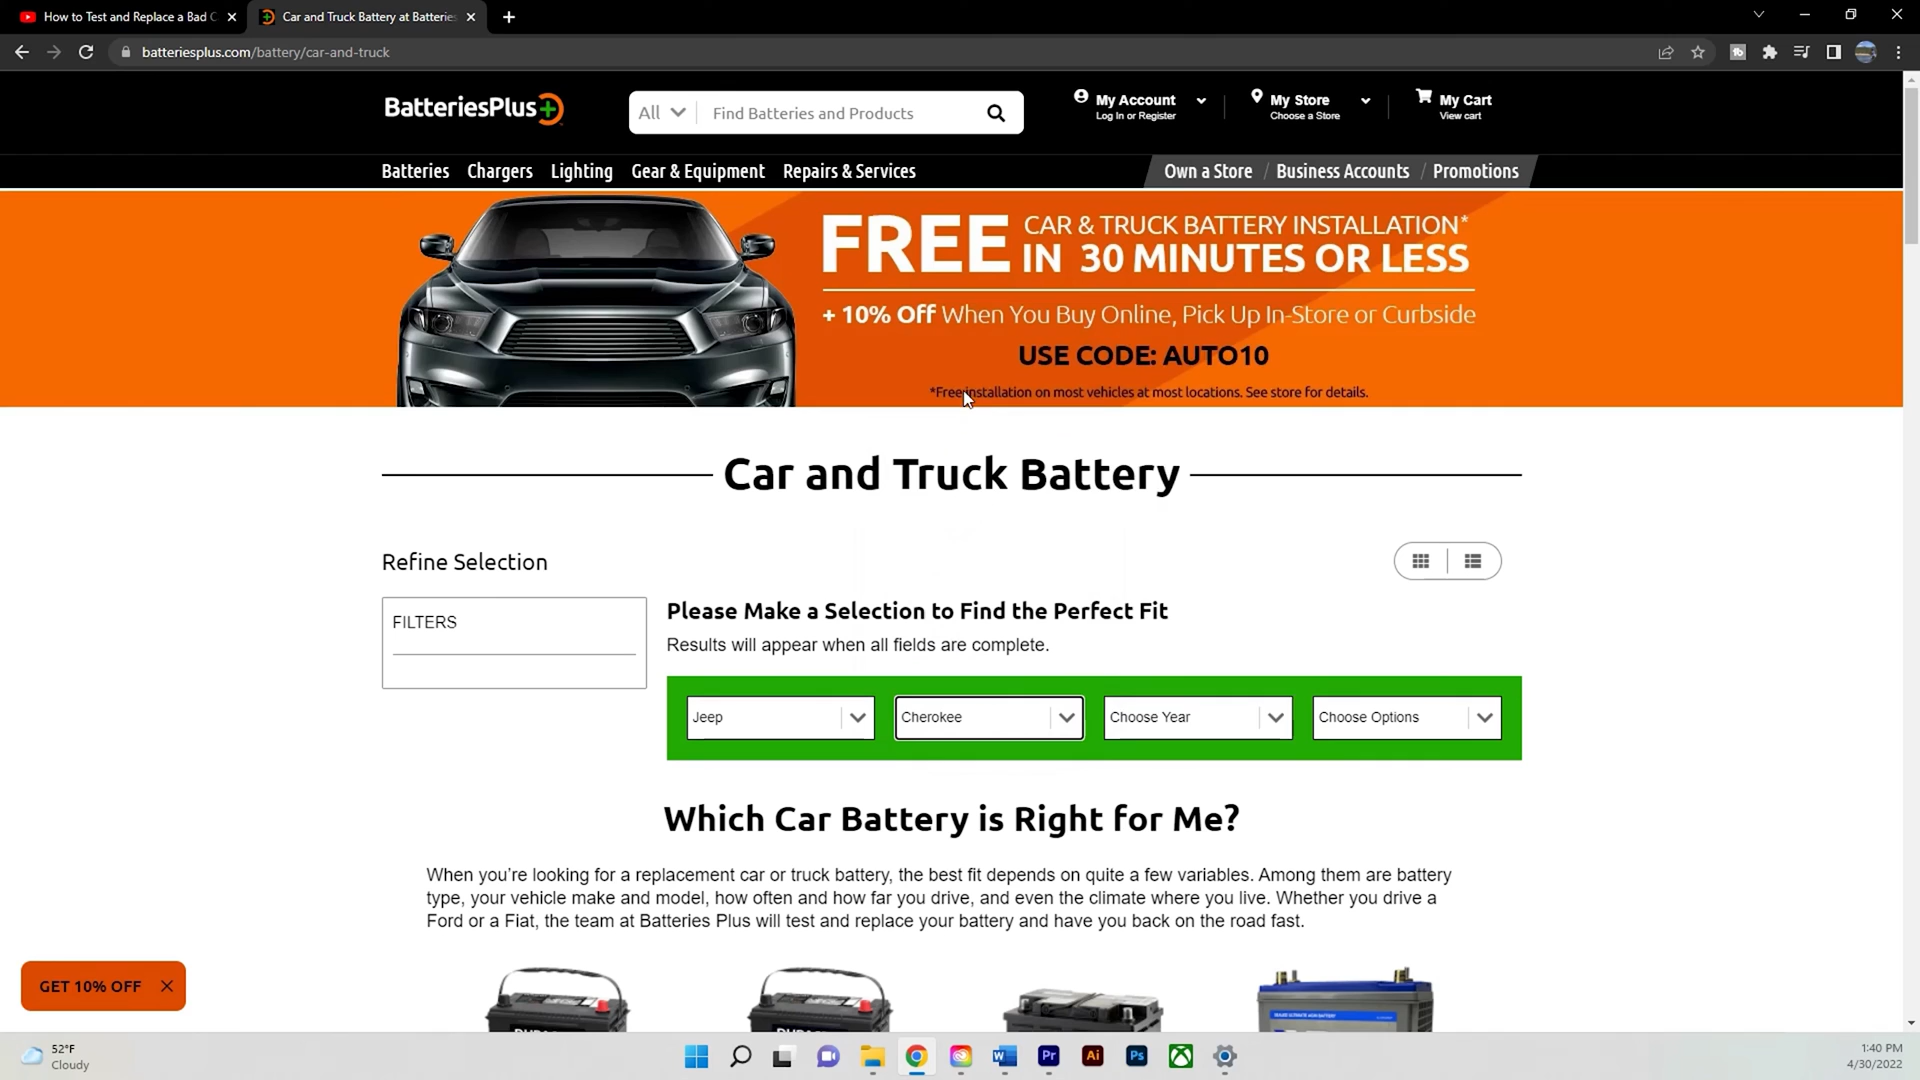 How to Test and Replace a Bad C
Car and Truck Battery at Batteries
batteriesplus.com/battery/car-and-truck
BatteriesPlus
All
Find Batteries and Products
My Account
Log In or Register
My Store
Choose a Store
My Cart
View cart
Batteries
Chargers
Lighting
Gear & Equipment
Repairs & Services
Own a Store
Business Accounts
Promotions
FREE CAR & TRUCK BATTERY INSTALLATION*
IN 30 MINUTES OR LESS
+ 10% Off When You Buy Online, Pick Up In-Store or Curbside
USE CODE: AUTO10
*Free installation on most vehicles at most locations. See store for details.
Car and Truck Battery
Refine Selection
FILTERS
Please Make a Selection to Find the Perfect Fit
Results will appear when all fields are complete.
Jeep
Cherokee
Choose Year
Choose Options
Which Car Battery is Right for Me?
When you're looking for a replacement car or truck battery, the best fit depends on quite a few variables. Among them are battery
type, your vehicle make and model, how often and how far you drive, and even the climate where you live. Whether you drive a
Ford or a Fiat, the team at Batteries Plus will test and replace your battery and have you back on the road fast.
GET 10% OFF
52°F
Cloudy
Pr
Ai
Ps
1:40 PM
4/30/2022